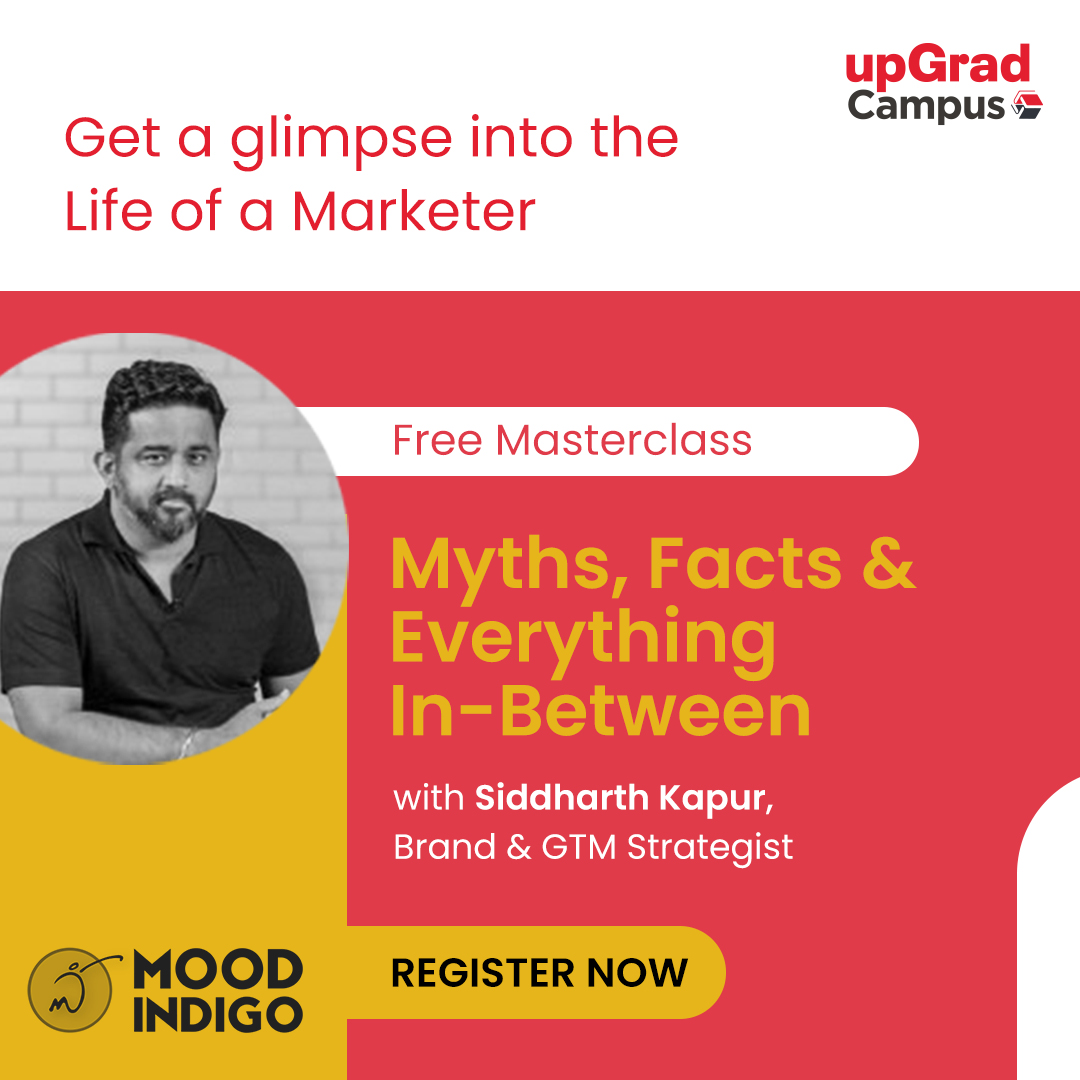 upGrad
Campus
Get a glimpse into the
Life of a Marketer
Free Masterclass
Myths, Facts &
Everything
In-Between
with Siddharth Kapur,
Brand & GTM Strategist
MOOD
INDIGO
REGISTER NOW